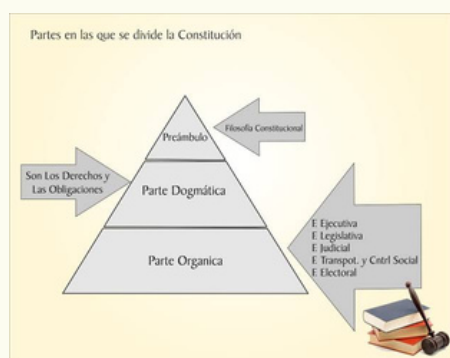 Partes en las que se divide la Constitución
Preámbulo
Filosofía Constitucional
Son Los Derechos y
Las Obligaciones
Parte Dogmática
Parte Organica
F. Ejecutiva
F. Legislativa
F. Judicial
F. Transpot. y Cntrl Social
F. Electoral